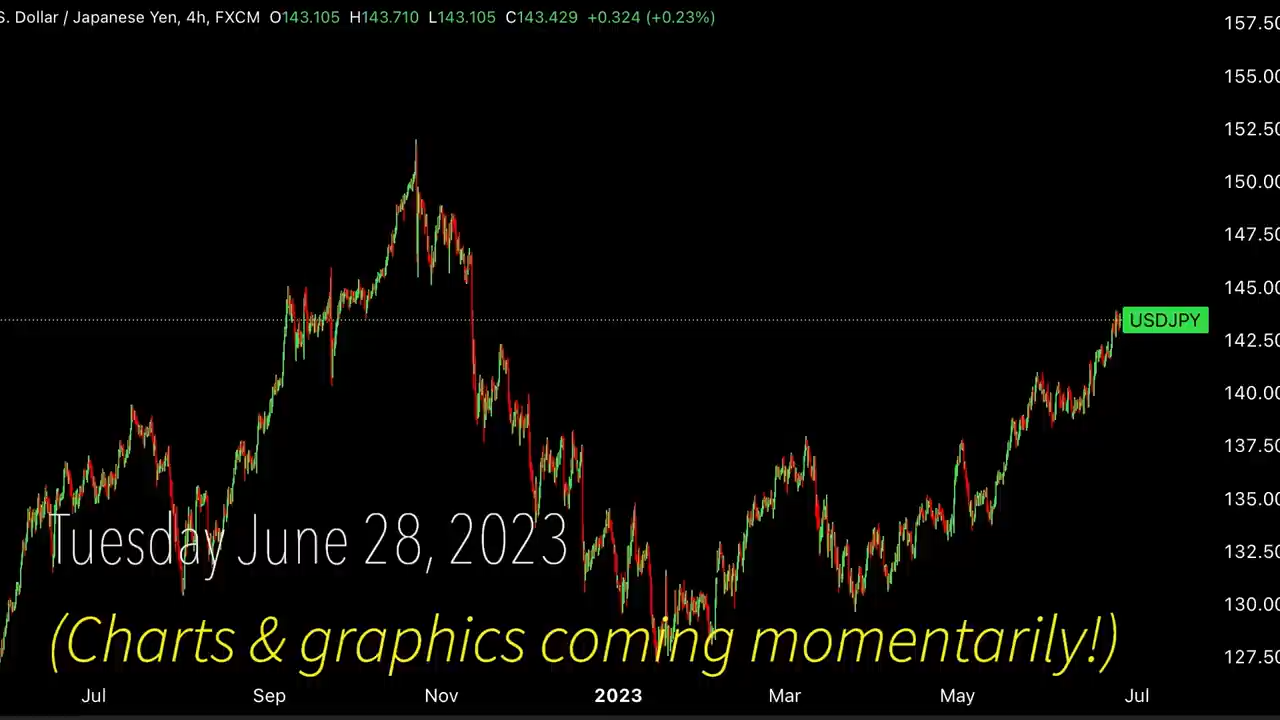 S. Dollar / Japanese Yen, 4h, FXCM O143.105 H143.710 L143.105 C143.429 +0.324 (+0.23%)
157.50
155.00
152.50
150.00
147.50
145.00
USDJPY
142.50
140.00
137.50
135.00
Tuesday June 28, 2023
132.50
130.00
(Charts & graphics coming momentarily!)
127.50
Jul Sep Nov 2023 Mar May Jul